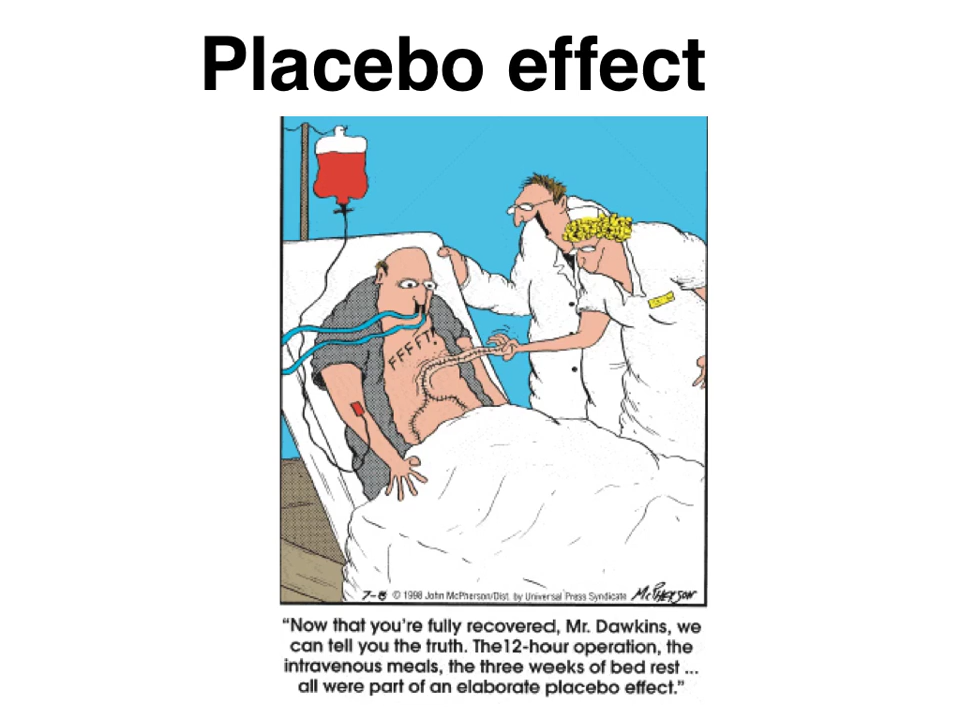 Placebo effect
FFFFT!
7-8 © 1998 John McPherson/Dist. by Universal Press Syndicate McPHERSON
“Now that you’re fully recovered, Mr. Dawkins, we
can tell you the truth. The12-hour operation, the
intravenous meals, the three weeks of bed rest ...
all were part of an elaborate placebo effect.”